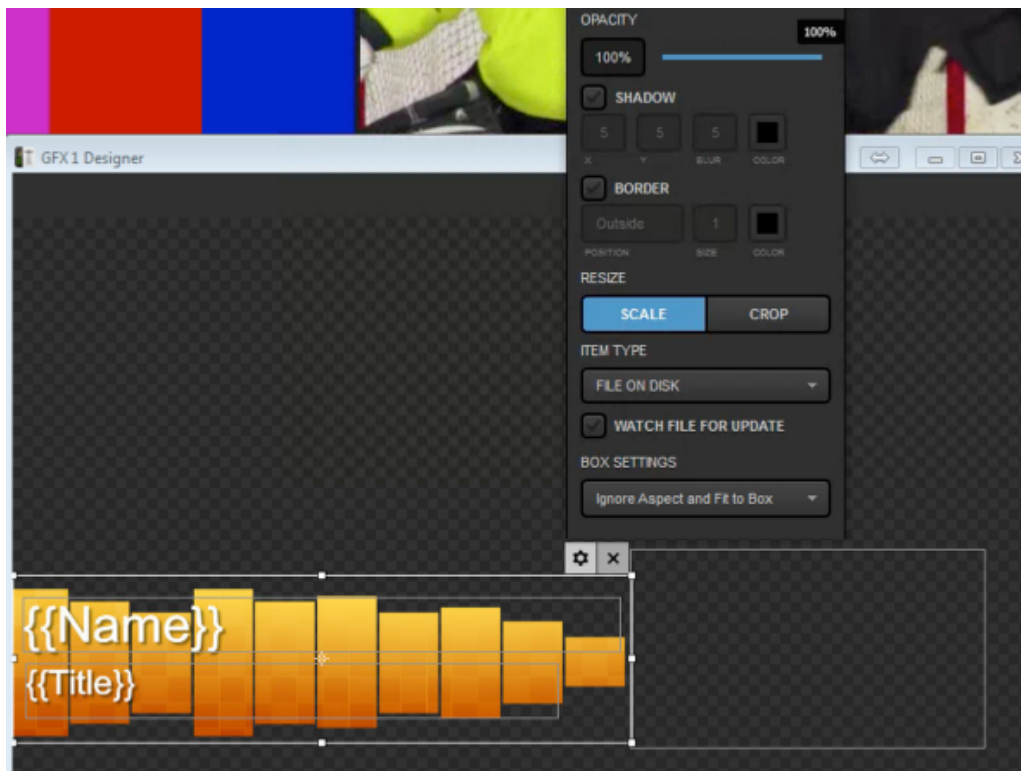 OPACITY
100%
100%
SHADOW
5 5 5
X Y BLUR COLOR
BORDER
Outside 1
POSITION SIZE COLOR
RESIZE
SCALE CROP
ITEM TYPE
FILE ON DISK
WATCH FILE FOR UPDATE
BOX SETTINGS
Ignore Aspect and Fit to Box
GFX 1 Designer
{{Name}}
{{Title}}